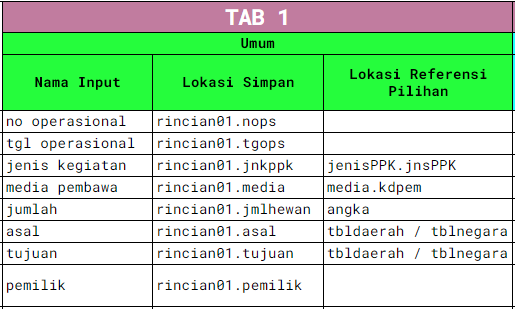 TAB 1
Umum
Nama Input Lokasi Simpan Lokasi Referensi Pilihan
no operasional rincian01.nops
tgl operasional rincian01.tgops
jenis kegiatan rincian01.jnkppk jenisPPK.jnsPPK
media pembawa rincian01.media media.kdpem
jumlah rincian01.jmlhewan angka
asal rincian01.asal tbldaerah / tblnegara
tujuan rincian01.tujuan tbldaerah / tblnegara
pemilik rincian01.pemilik